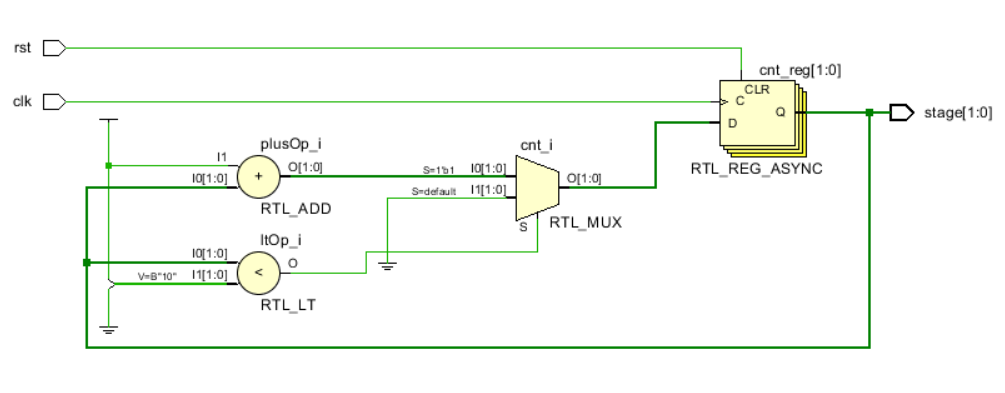 rst
clk
cnt_reg[1:0]
CLR
C
D
Q
RTL_REG_ASYNC
stage[1:0]
plusOp_i
I1
I0[1:0]
+
O[1:0]
RTL_ADD
cnt_i
S=1'b1
I0[1:0]
S=default
I1[1:0]
S
O[1:0]
RTL_MUX
ltOp_i
I0[1:0]
V=B"10"
I1[1:0]
<
O
RTL_LT